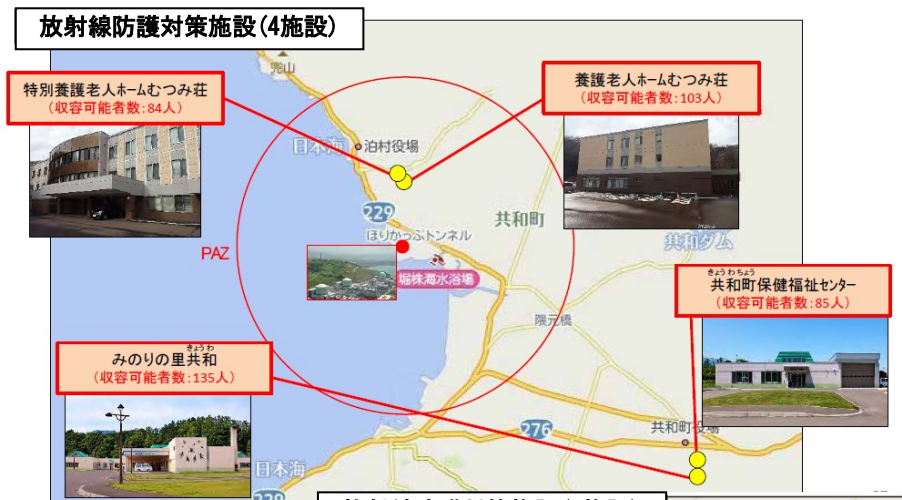 放射線防護対策施設(4施設)
兜山
特別養護老人ホームむつみ荘
(収容可能者数:84人)
養護老人ホームむつみ荘
(収容可能者数:103人)
日本海
泊村役場
229
共和町
ほりかっぷトンネル
共和ダム
PAZ
堀株海水浴場
きょうわちょう
共和町保健福祉センター
(収容可能者数:85人)
隈元橋
きょうわ
みのりの里共和
(収容可能者数:135人)
276
共和町役場
日本海
229